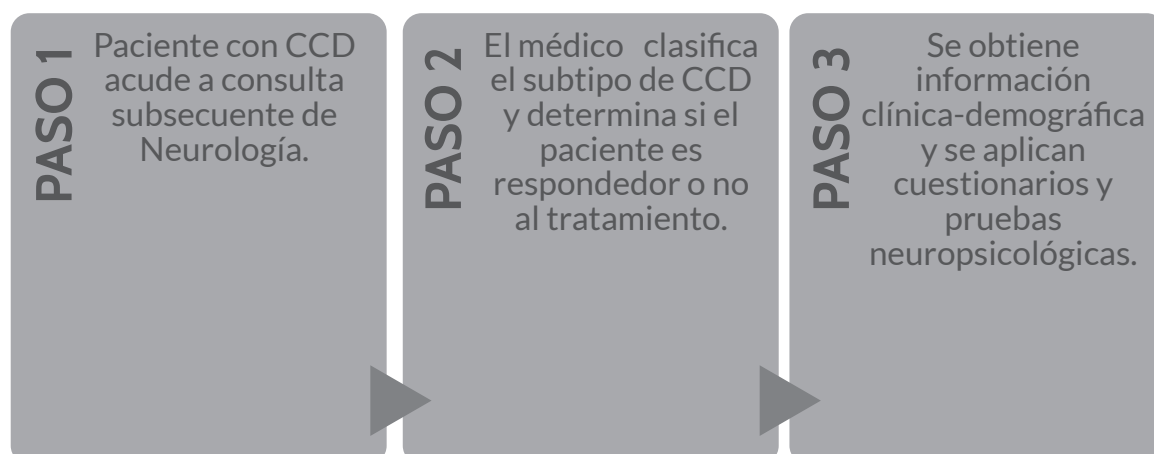 PASO 1
Paciente con CCD
acude a consulta
subsecuente de
Neurología.
PASO 2
El médico clasifica
el subtipo de CCD
y determina si el
paciente es
respondedor o no
al tratamiento.
PASO 3
Se obtiene
información
clínica-demográfica
y se aplican
cuestionarios y
pruebas
neuropsicológicas.